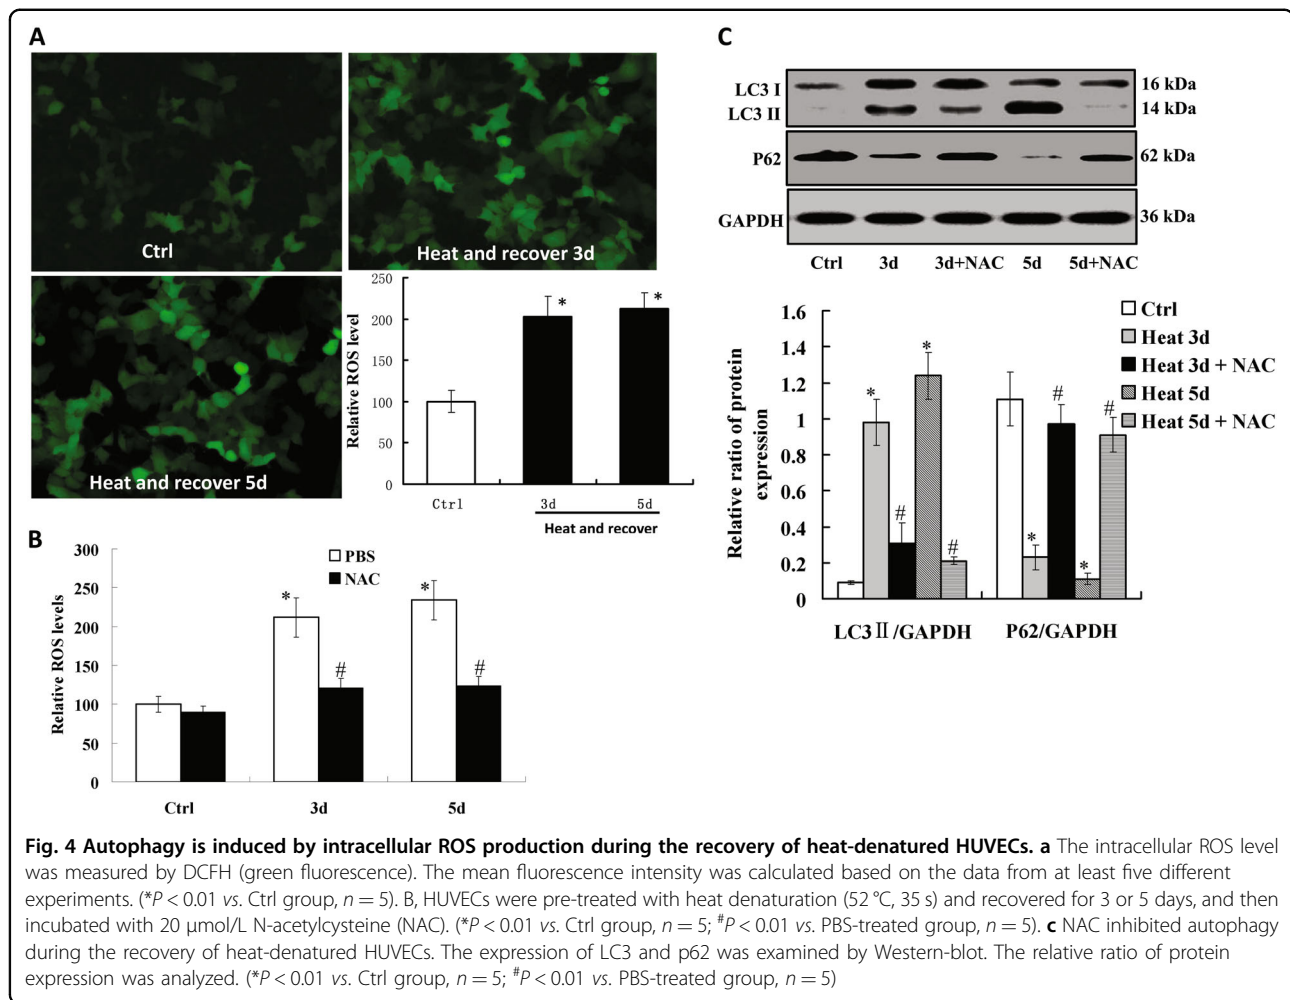 A
Ctrl
Heat and recover 3d
Heat and recover 5d
Relative ROS level
250
200
150
100
50
0
*
*
Ctrl
3d
5d
Heat and recover
B
Relative ROS levels
300
250
200
150
100
50
0
PBS
NAC
*
#
*
#
Ctrl
3d
5d
C
LC3 I
LC3 II
P62
GAPDH
16 kDa
14 kDa
62 kDa
36 kDa
Ctrl 3d 3d+NAC 5d 5d+NAC
Relative ratio of protein
expression
1.6
1.4
1.2
1
0.8
0.6
0.4
0.2
0
Ctrl
Heat 3d
Heat 3d + NAC
Heat 5d
Heat 5d + NAC
*
#
*
#
*
#
*
#
LC3Ⅱ/GAPDH
P62/GAPDH
Fig. 4 Autophagy is induced by intracellular ROS production during the recovery of heat-denatured HUVECs. a The intracellular ROS level
was measured by DCFH (green fluorescence). The mean fluorescence intensity was calculated based on the data from at least five different
experiments. (*P < 0.01 vs. Ctrl group, n = 5). B, HUVECs were pre-treated with heat denaturation (52 °C, 35 s) and recovered for 3 or 5 days, and then
incubated with 20 μmol/L N-acetylcysteine (NAC). (*P < 0.01 vs. Ctrl group, n = 5; #P < 0.01 vs. PBS-treated group, n = 5). c NAC inhibited autophagy
during the recovery of heat-denatured HUVECs. The expression of LC3 and p62 was examined by Western-blot. The relative ratio of protein
expression was analyzed. (*P < 0.01 vs. Ctrl group, n = 5; #P < 0.01 vs. PBS-treated group, n = 5)